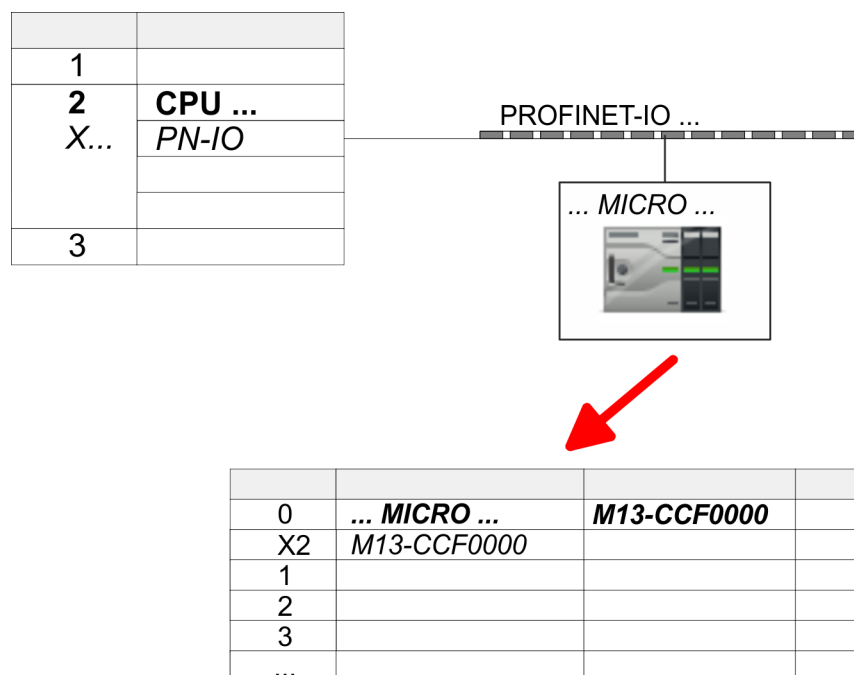 1
2 CPU ...
X... PN-IO
3
PROFINET-IO ...
... MICRO ...
0 ... MICRO ... M13-CCF0000
X2 M13-CCF0000
1
2
3
...